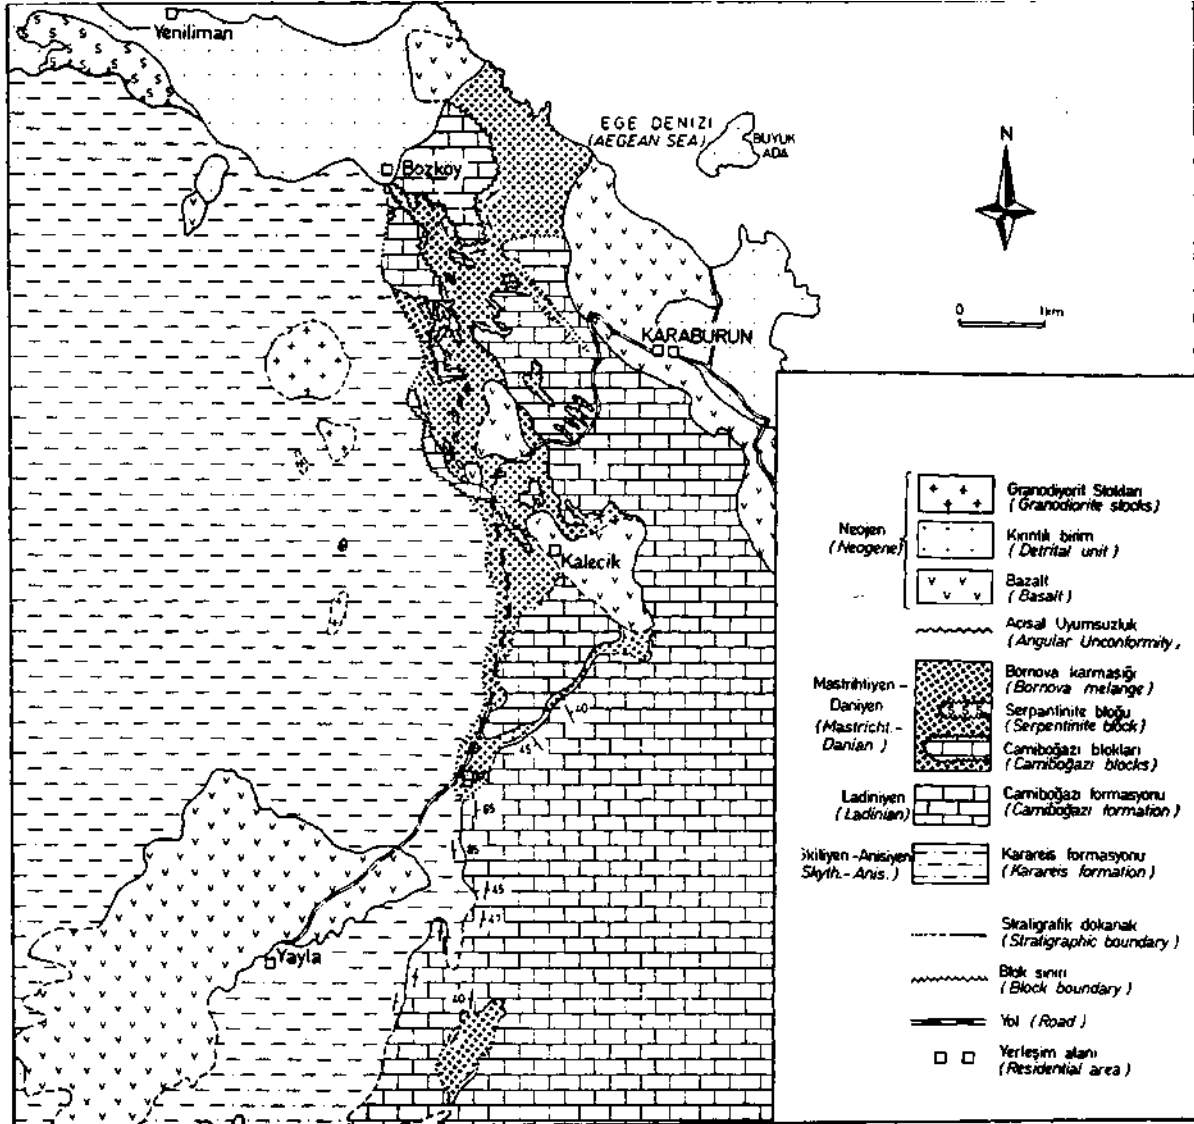 Yeniliman
EGE DENIZI
(AEGEAN SEA)
BÜYÜK
ADA
N
Bozköy
0 1km
KARABURUN
Kalecik
40
45
65
85
45
47
40
Yayla
Neojen
(Neogene)
Granodiyorit Stokları
(Granodiorite stocks)
Kırıntılı birim
(Detrital unit)
Bazalt
(Basalt)
Açısal Uyumsuzluk
(Angular Unconformity)
Mastrihtiyen -
Daniyen
(Mastricht.-
Danian)
Bornova karmaşığı
(Bornova melange)
Serpantinite bloğu
(Serpentinite block)
Camiboğazı blokları
(Camiboğazı blocks)
Ladiniyen
(Ladinian)
Camiboğazı formasyonu
(Camiboğazı formation)
Skitiyen-Anisiyen
Skyth.-Anis.)
Karareis formasyonu
(Karareis formation)
Stratigrafik dokanak
(Stratigraphic boundary)
Blok sınırı
(Block boundary)
Yol (Road)
Yerleşim alanı
(Residential area)